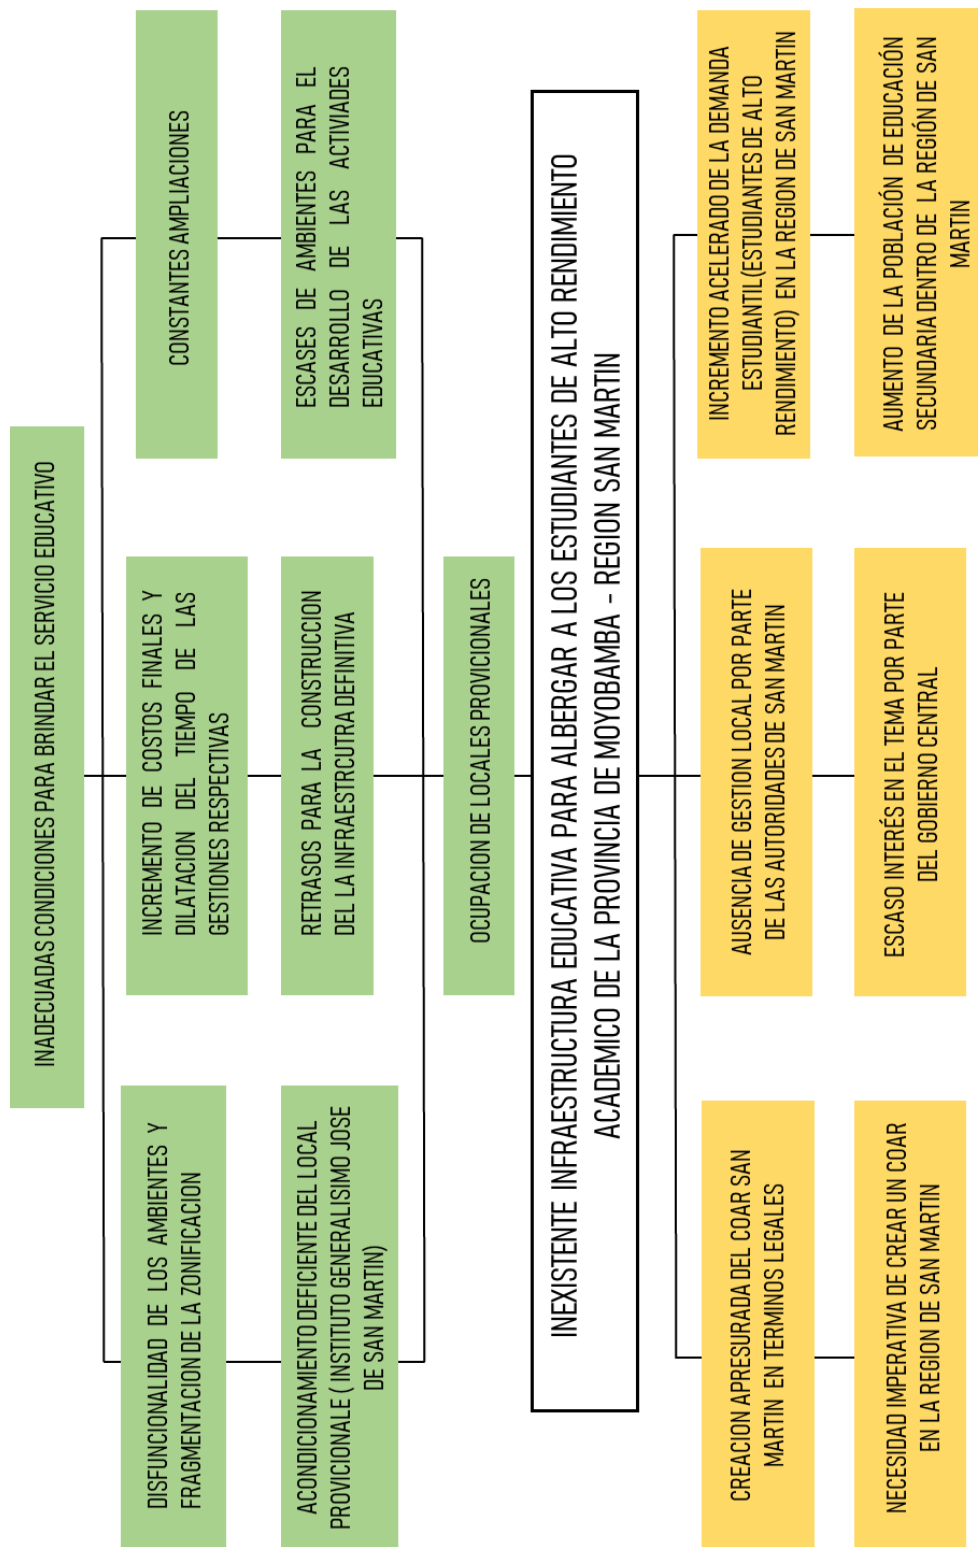 INADECUADAS CONDICIONES PARA BRINDAR EL SERVICIO EDUCATIVO
DISFUNCIONALIDAD DE LOS AMBIENTES Y
FRAGMENTACION DE LA ZONIFICACION
INCREMENTO DE COSTOS FINALES Y
DILATACION DEL TIEMPO DE LAS
GESTIONES RESPECTIVAS
CONSTANTES AMPLIACIONES
ACONDICIONAMIENTO DEFICIENTE DEL LOCAL
PROVICIONALE ( INSTITUTO GENERALISIMO JOSE
DE SAN MARTIN)
RETRASOS PARA LA CONSTRUCCION
DEL LA INFRAESTRCUTRA DEFINITIVA
ESCASES DE AMBIENTES PARA EL
DESARROLLO DE LAS ACTIVIADES
EDUCATIVAS
OCUPACION DE LOCALES PROVICIONALES
INEXISTENTE INFRAESTRUCTURA EDUCATIVA PARA ALBERGAR A LOS ESTUDIANTES DE ALTO RENDIMIENTO
ACADEMICO DE LA PROVINCIA DE MOYOBAMBA - REGION SAN MARTIN
CREACION APRESURADA DEL COAR SAN
MARTIN EN TERMINOS LEGALES
AUSENCIA DE GESTION LOCAL POR PARTE
DE LAS AUTORIDADES DE SAN MARTIN
INCREMENTO ACELERADO DE LA DEMANDA
ESTUDIANTIL(ESTUDIANTES DE ALTO
RENDIMIENTO) EN LA REGION DE SAN MARTIN
NECESIDAD IMPERATIVA DE CREAR UN COAR
EN LA REGION DE SAN MARTIN
ESCASO INTERÉS EN EL TEMA POR PARTE
DEL GOBIERNO CENTRAL
AUMENTO DE LA POBLACIÓN DE EDUCACIÓN
SECUNDARIA DENTRO DE LA REGIÓN DE SAN
MARTIN